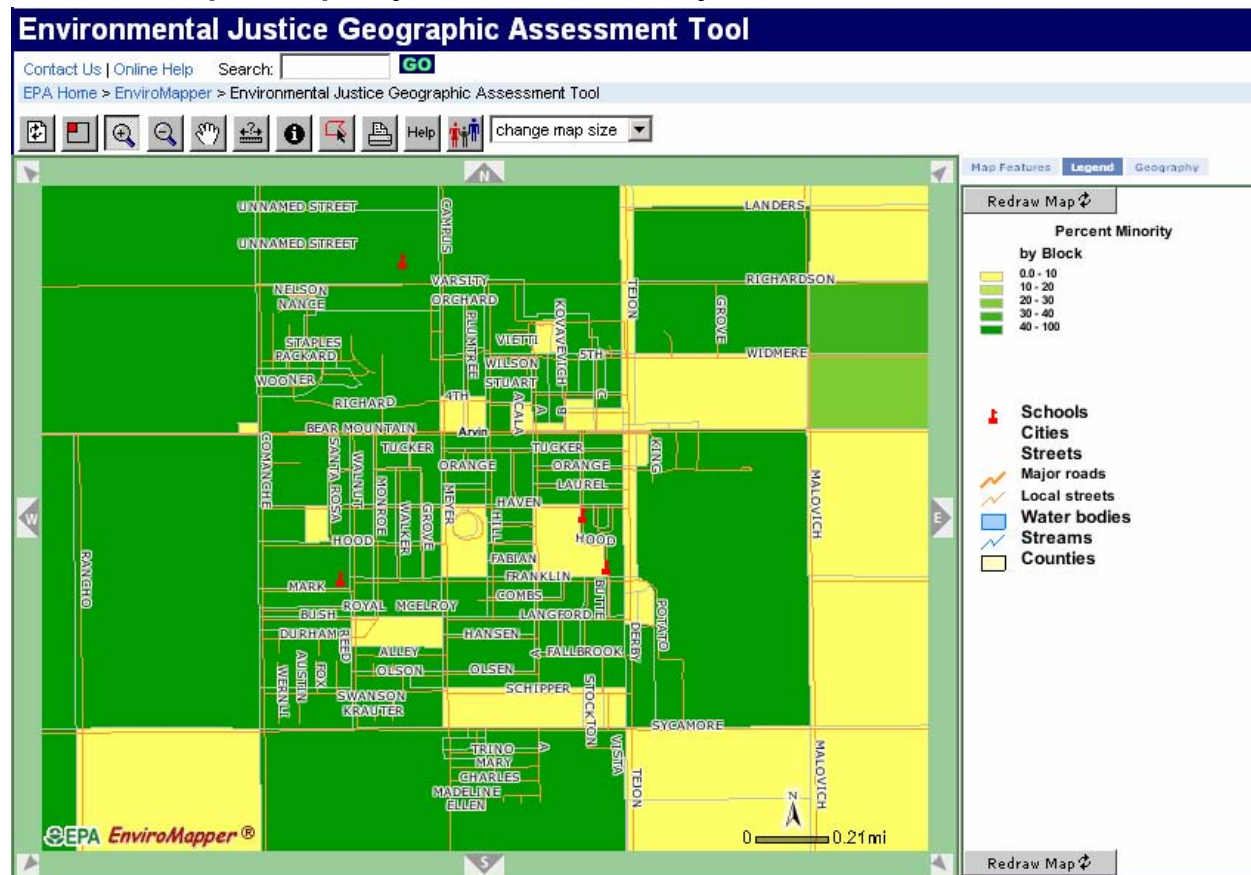 Environmental Justice Geographic Assessment Tool
Contact Us | Online Help Search: GO
EPA Home > EnviroMapper > Environmental Justice Geographic Assessment Tool
Help change map size
Map Features Legend Geography
Redraw Map
Percent Minority
by Block
0.0 - 10
10 - 20
20 - 30
30 - 40
40 - 100
Schools
Cities
Streets
Major roads
Local streets
Water bodies
Streams
Counties
Redraw Map
N
W
E
S
UNNAMED STREET
CAMPUS
LANDERS
UNNAMED STREET
VARSITY
RICHARDSON
NELSON
NANCE
ORCHARD
TEJON
KOVAVEVICH
GROVE
PLUMTREE
STAPLES
VIETTI
PACKARD
5TH
WIDMERE
WILSON
WOONER
STUART
4TH
C
RICHARD
ACALA
A
g
BEAR MOUNTAIN
Arvin
COMANCHE
SANTA ROSA
WALNUT
TUCKER
TUCKER
KING
ORANGE
ORANGE
LAUREL
MONROE
MEYER
MALOVICH
HAVEN
WALKER
GROVE
HILL
HOOD
HOOD
FABIAN
RANCHO
FRANKLIN
MARK
COMBS
BUTTE
ROYAL
MCELROY
POTATO
BUSH
LANGFORD
DURHAM
REED
HANSEN
DERBY
ALLEY
A
FALLBROOK
OLSON
OLSEN
WERNLI
AUSTIN
FOX
SCHIPPER
STOCKTON
SWANSON
KRAUTER
SYCAMORE
TRINO
A
VISTA
MARY
MALOVICH
CHARLES
TEJON
MADELINE
ELLEN
N
0 0.21mi
EPA EnviroMapper ®